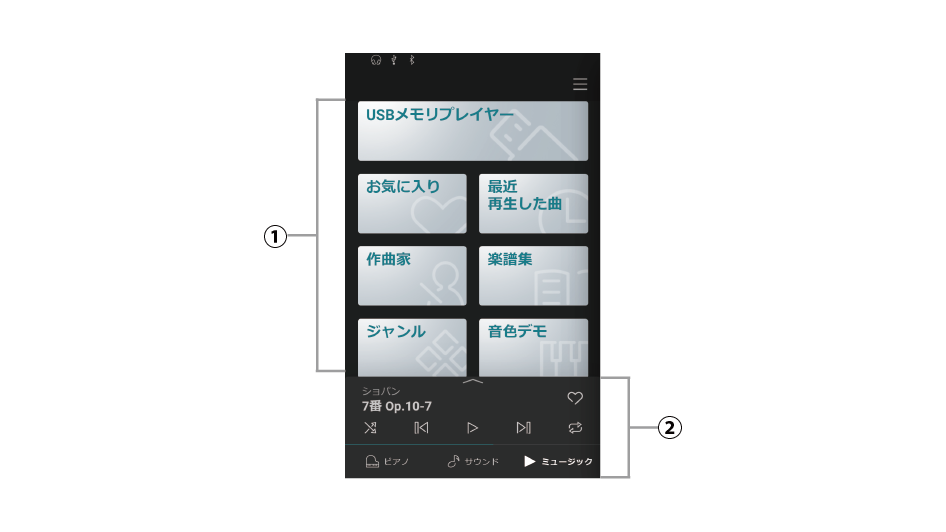 USBメモリプレイヤー
お気に入り
最近
再生した曲
作曲家
楽譜集
ジャンル
音色デモ
①
ショパン
7番 Op.10-7
②
ピアノ
サウンド
ミュージック